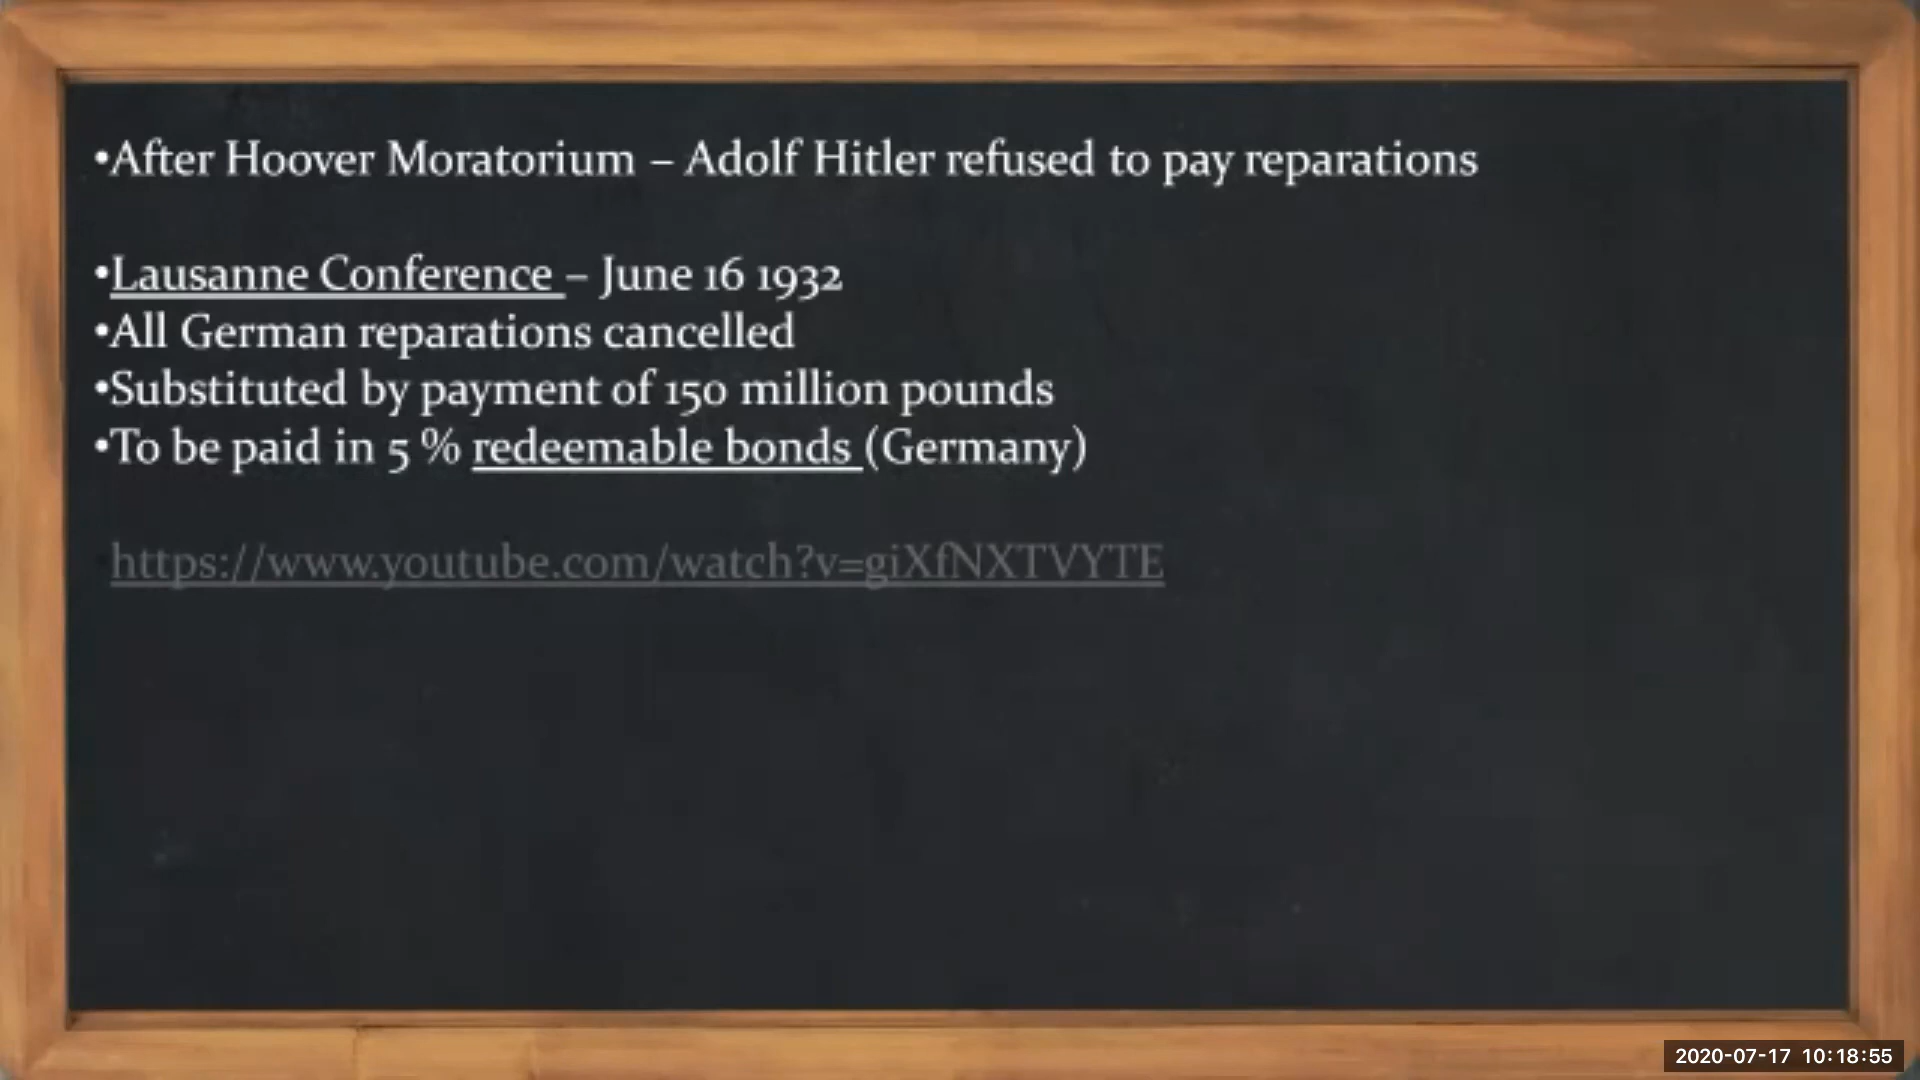 •After Hoover Moratorium – Adolf Hitler refused to pay reparations
•Lausanne Conference – June 16 1932
•All German reparations cancelled
•Substituted by payment of 150 million pounds
•To be paid in 5 % redeemable bonds (Germany)
https://www.youtube.com/watch?v=giXfNXTVYTE
2020-07-17 10:18:55